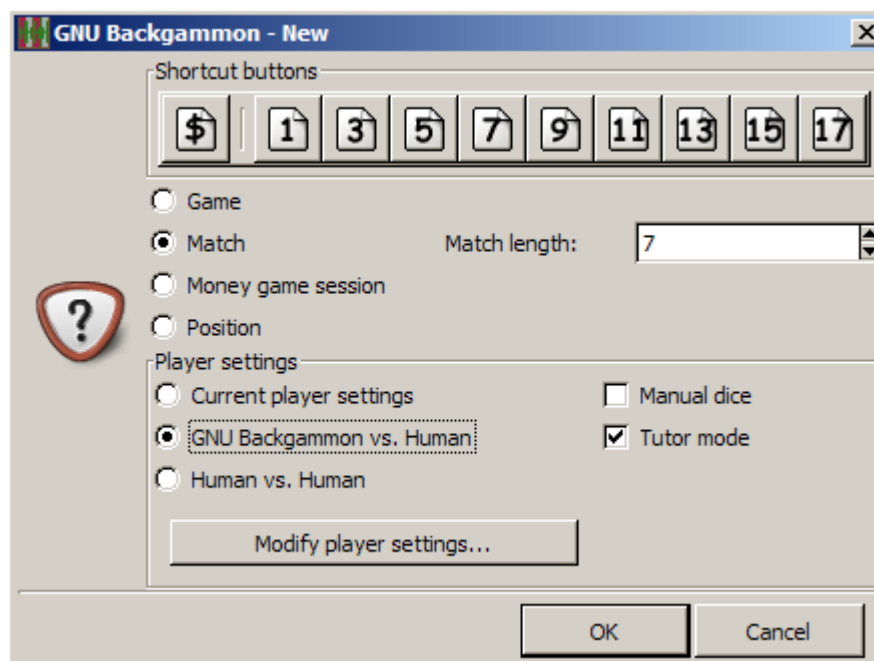 GNU Backgammon - New
Shortcut buttons
$ 1 3 5 7 9 11 13 15 17
Game
Match Match length: 7
Money game session
?
Position
Player settings
Current player settings Manual dice
GNU Backgammon vs. Human Tutor mode
Human vs. Human
Modify player settings...
OK Cancel